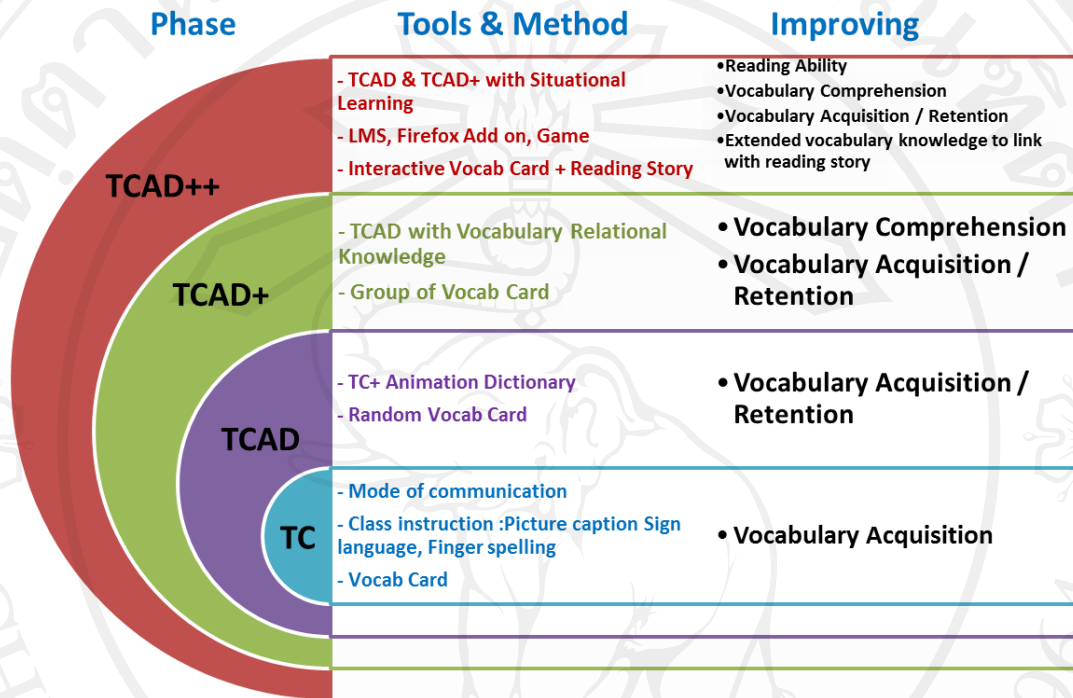 Phase
Tools & Method
Improving
TCAD++
- TCAD & TCAD+ with Situational
Learning
- LMS, Firefox Add on, Game
- Interactive Vocab Card + Reading Story
•Reading Ability
•Vocabulary Comprehension
•Vocabulary Acquisition / Retention
•Extended vocabulary knowledge to link
with reading story
TCAD+
- TCAD with Vocabulary Relational
Knowledge
- Group of Vocab Card
• Vocabulary Comprehension
• Vocabulary Acquisition /
Retention
TCAD
- TC+ Animation Dictionary
- Random Vocab Card
• Vocabulary Acquisition /
Retention
TC
- Mode of communication
- Class instruction :Picture caption Sign
language, Finger spelling
- Vocab Card
• Vocabulary Acquisition